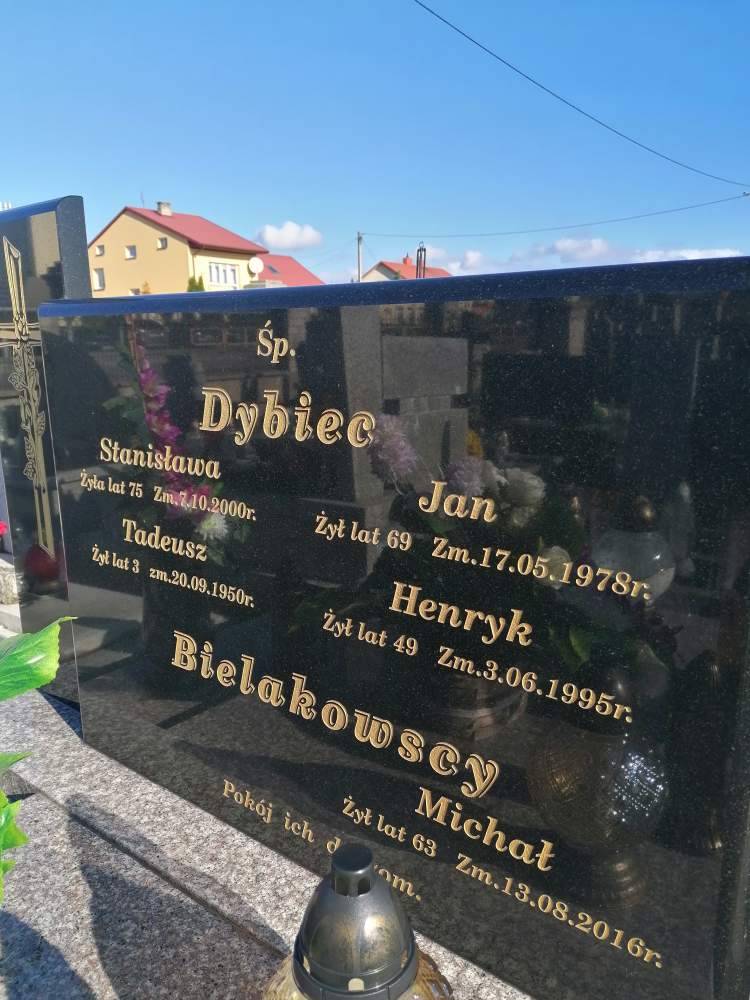 Śp.
Dybiec
Stanisława
Żyła lat 75 Zm.7.10.2000r.
Jan
Żył lat 69 Zm.17.05.1978r.
Tadeusz
Żył lat 3 zm.20.09.1950r.
Henryk
Żył lat 49 Zm.3.06.1995r.
Bielakowscy
Michał
Żył lat 63 Zm.13.08.2016r.
Pokój ich